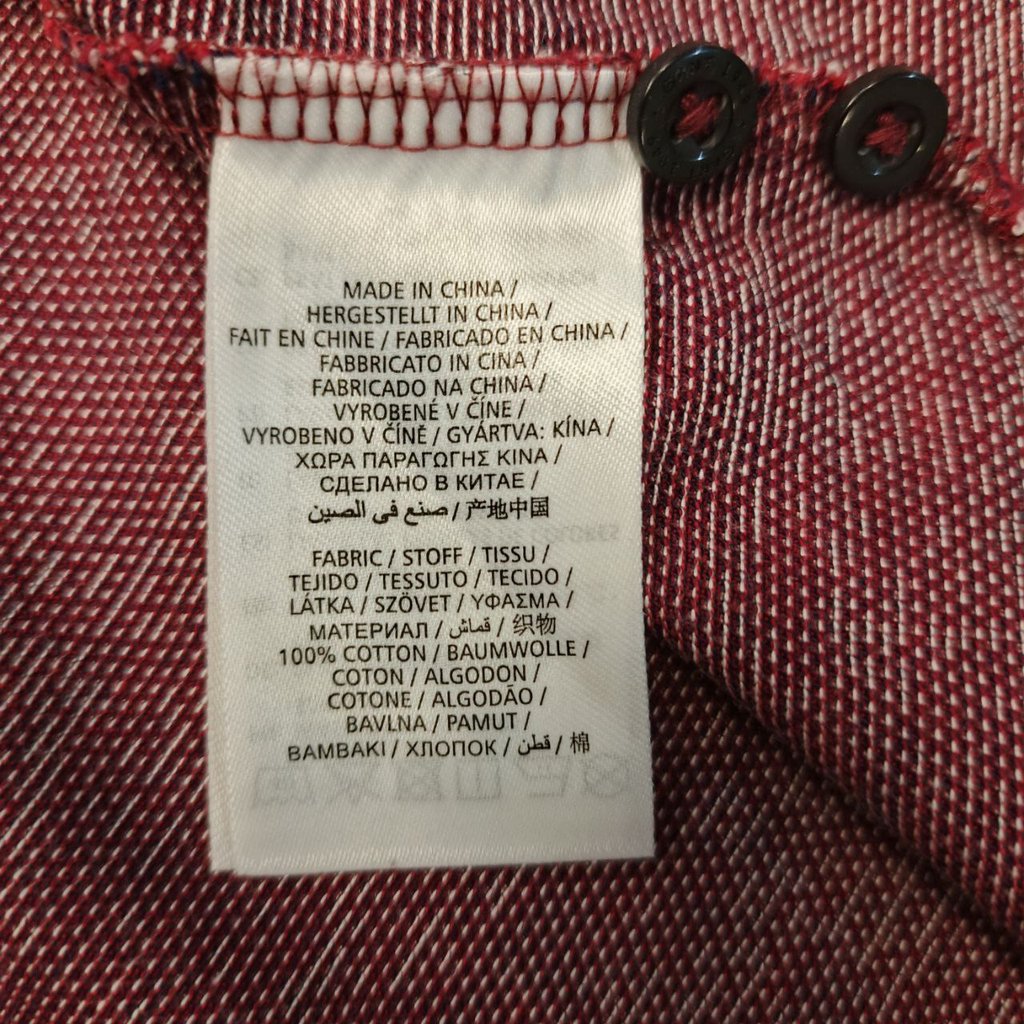 MADE IN CHINA /
HERGESTELLT IN CHINA /
FAIT EN CHINE / FABRICADO EN CHINA /
FABBRICATO IN CINA /
FABRICADO NA CHINA /
VYROBENÉ V ČÍNE /
VYROBENO V ČÍNĚ / GYÁRTVA: KÍNA /
ΧΩΡΑ ΠΑΡΑΓΩΓΗΣ ΚΙΝΑ /
СДЕЛАНО В КИТАЕ /
صنع في الصين / 产地中国
FABRIC / STOFF / TISSU /
TEJIDO / TESSUTO / TECIDO /
LÁTKA / SZÖVET / ΥΦΑΣΜΑ /
МАТЕРИАЛ / قماش / 织物
100% COTTON / BAUMWOLLE /
COTON / ALGODON /
COTONE / ALGODÃO /
BAVLNA / PAMUT /
ΒΑΜΒΑΚΙ / ХЛОПОК / قطن / 棉